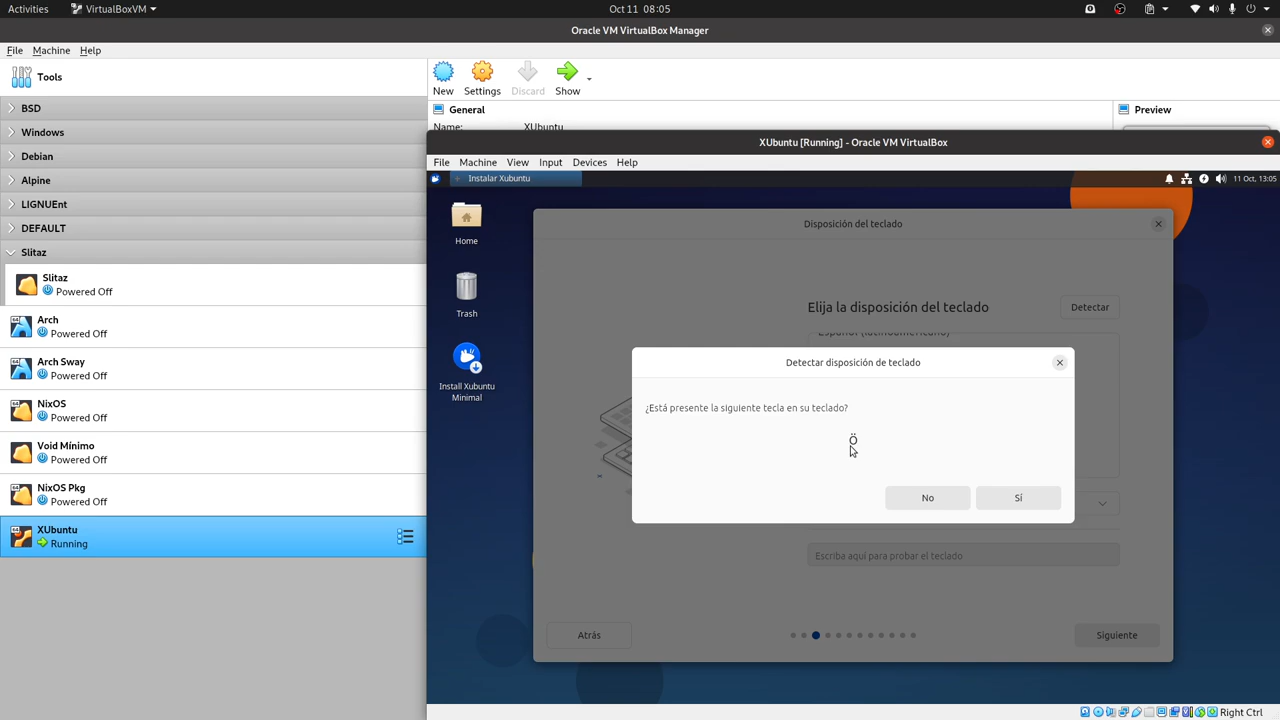 Activities
VirtualBoxVM
Oct 11 08:05
Oracle VM VirtualBox Manager
File Machine Help
Tools
New Settings Discard Show
BSD
Windows
Debian
Alpine
LIGNUEnt
DEFAULT
Slitaz
Slitaz
Powered Off
Arch
Powered Off
Arch Sway
Powered Off
NixOS
Powered Off
Void Mínimo
Powered Off
NixOS Pkg
Powered Off
XUbuntu
Running
General
Preview
Name: XUbuntu
XUbuntu [Running] - Oracle VM VirtualBox
File Machine View Input Devices Help
Instalar Xubuntu
11 Oct, 13:05
Home
Trash
Install Xubuntu
Minimal
Disposición del teclado
Elija la disposición del teclado
Detectar
Español (latinoamericano)
Detectar disposición de teclado
¿Está presente la siguiente tecla en su teclado?
Ö
No
Sí
Escriba aquí para probar el teclado
Atrás
Siguiente
Right Ctrl